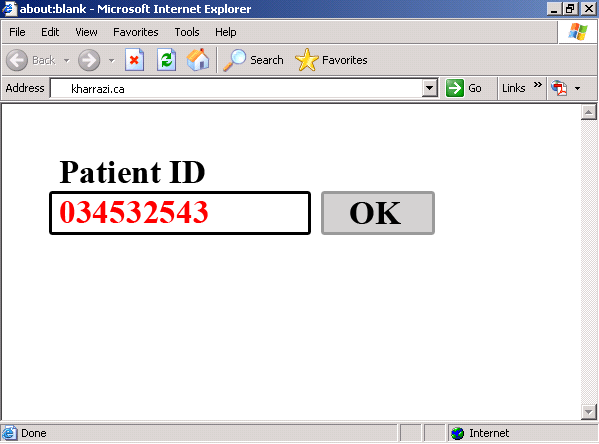 about:blank - Microsoft Internet Explorer
File Edit View Favorites Tools Help
Back Search Favorites
Address kharrazi.ca Go Links »
Patient ID
034532543 OK
Done Internet